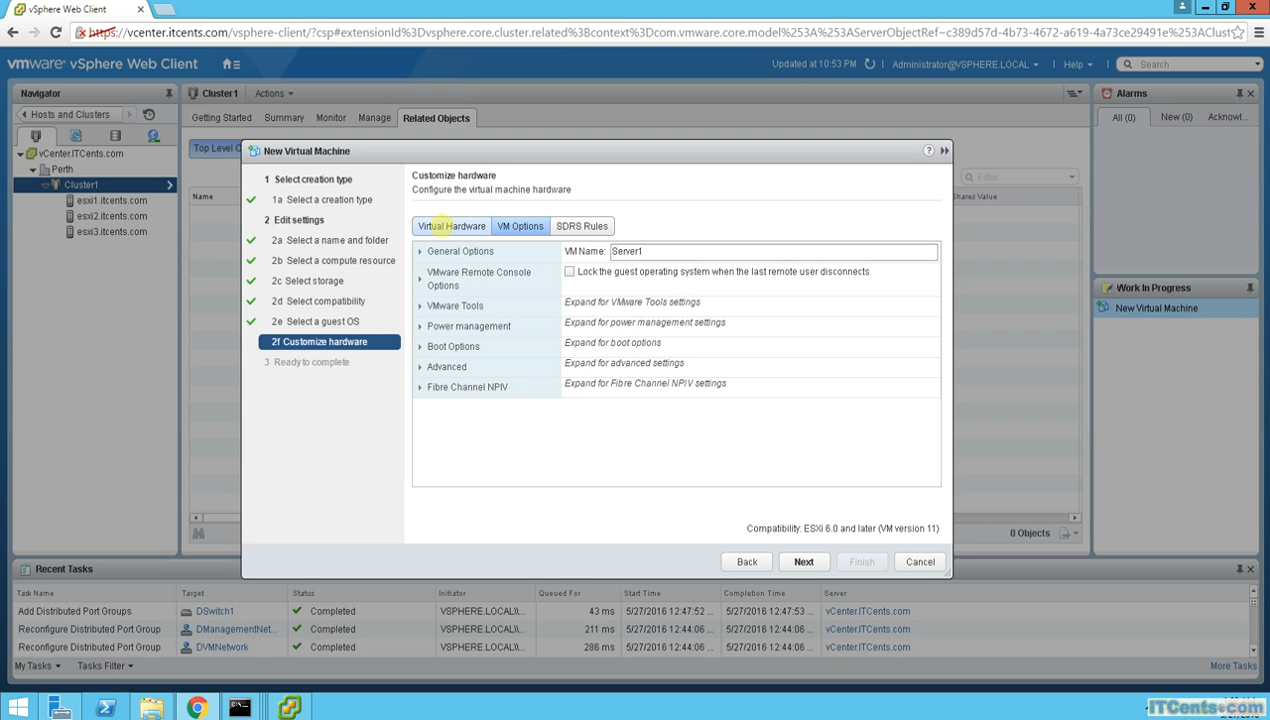 vSphere Web Client
https://vcenter.itcents.com/vsphere-client/?csp#extensionId%3Dvsphere.core.cluster.related%3Bcontext%3Dcom.vmware.core.model%253A%253AServerObjectRef~c389d57d-4b73-4672-a619-4a73ce29491e%253AClust
vmware® vSphere Web Client
Updated at 10:53 PM
Administrator@VSPHERE.LOCAL
Help
Search
Navigator
Hosts and Clusters
vCenter.ITCents.com
Perth
Cluster1
esxi1.itcents.com
esxi2.itcents.com
esxi3.itcents.com
Cluster1 Actions
Getting Started Summary Monitor Manage Related Objects
Top Level
Filter
Name
Shares Value
0 Objects
New Virtual Machine
1 Select creation type
1a Select a creation type
2 Edit settings
2a Select a name and folder
2b Select a compute resource
2c Select storage
2d Select compatibility
2e Select a guest OS
2f Customize hardware
3 Ready to complete
Customize hardware
Configure the virtual machine hardware
Virtual Hardware VM Options SDRS Rules
General Options VM Name: Server1
VMware Remote Console
Options
Lock the guest operating system when the last remote user disconnects
VMware Tools Expand for VMware Tools settings
Power management Expand for power management settings
Boot Options Expand for boot options
Advanced Expand for advanced settings
Fibre Channel NPIV Expand for Fibre Channel NPIV settings
Compatibility: ESXi 6.0 and later (VM version 11)
Back Next Finish Cancel
Alarms
All (0) New (0) Acknowl...
Work In Progress
New Virtual Machine
Recent Tasks
Task Name Target Status Initiator Queued For Start Time Completion Time Server
Add Distributed Port Groups DSwitch1 Completed VSPHERE.LOCAL\\... 43 ms 5/27/2016 12:47:52 ... 5/27/2016 12:47:53 ... vCenter.ITCents.com
Reconfigure Distributed Port Group DManagementNet... Completed VSPHERE.LOCAL\\... 211 ms 5/27/2016 12:44:06 ... 5/27/2016 12:44:06 ... vCenter.ITCents.com
Reconfigure Distributed Port Group DVMNetwork Completed VSPHERE.LOCAL\\... 286 ms 5/27/2016 12:44:06 ... 5/27/2016 12:44:06 ... vCenter.ITCents.com
My Tasks Tasks Filter
More Tasks
ITCents.com